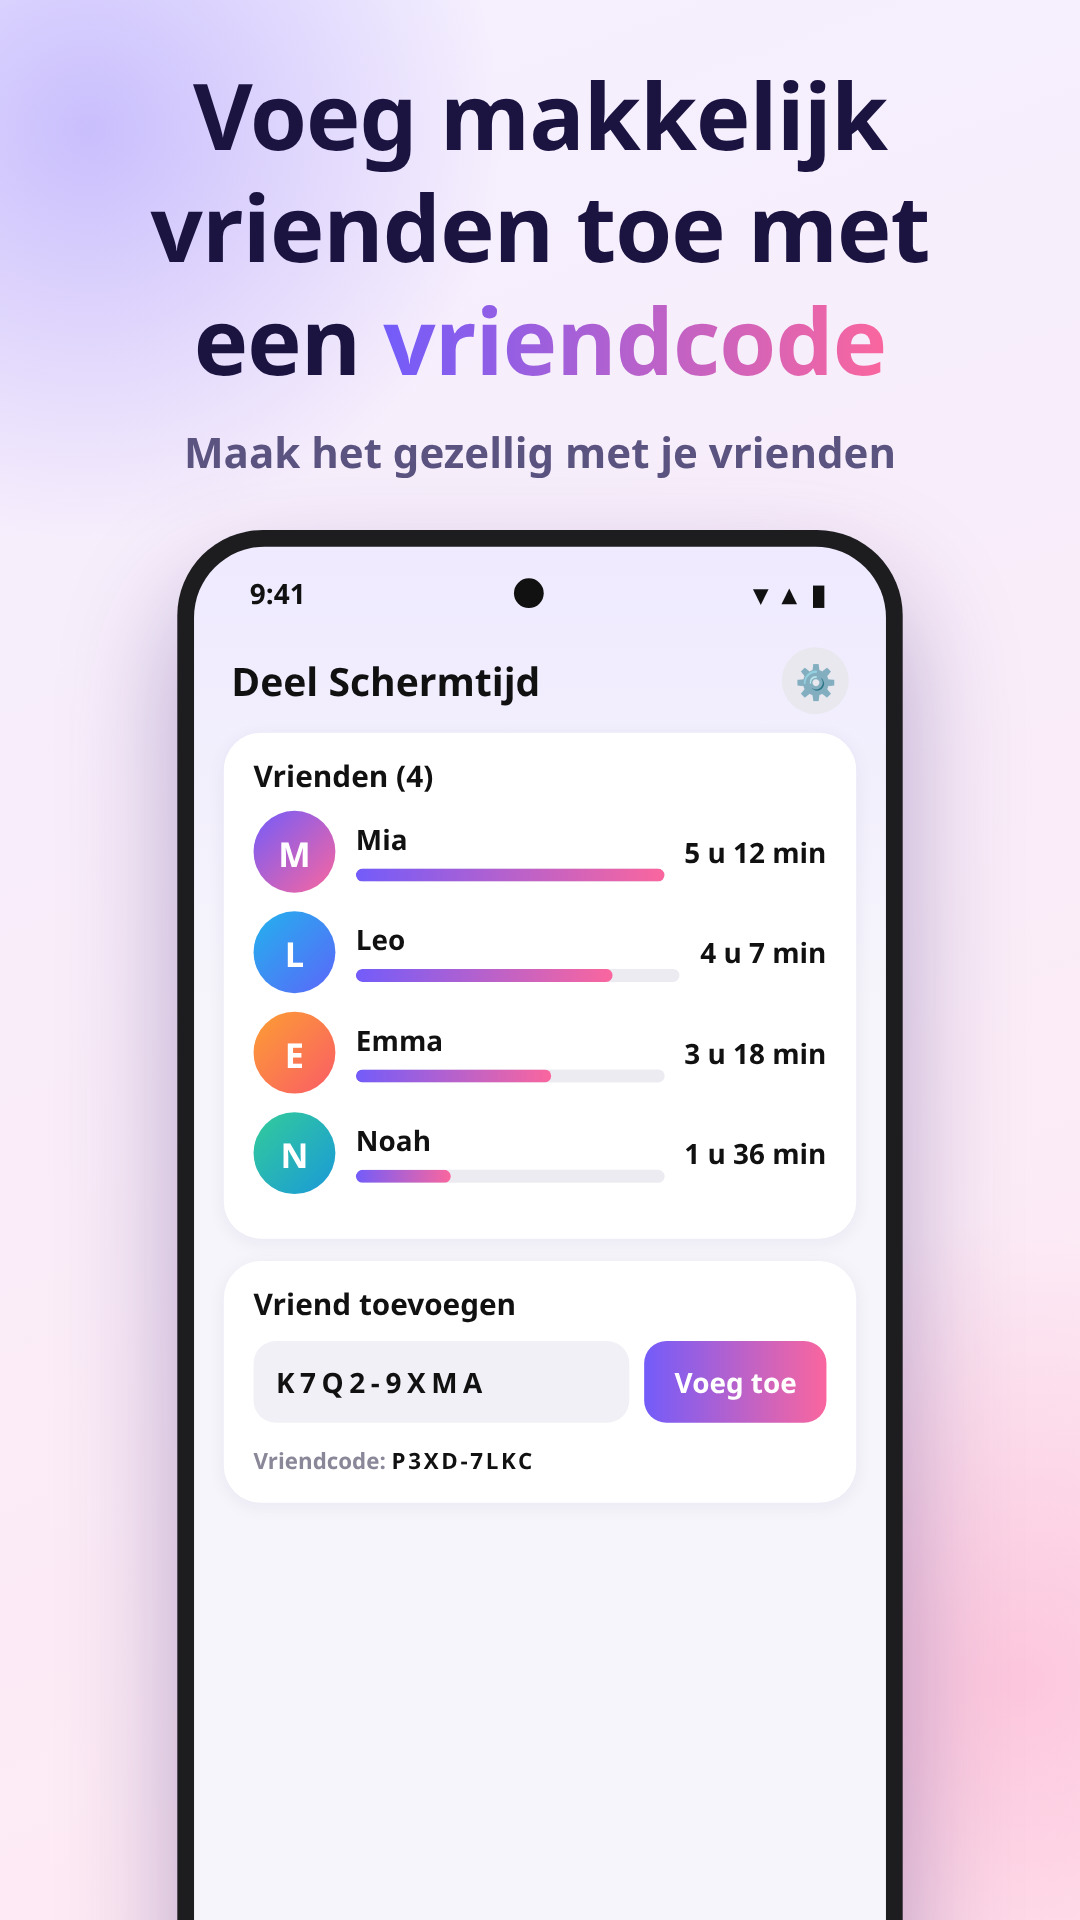 Voeg makkelijk
vrienden toe met
een vriendcode
Maak het gezellig met je vrienden
9:41
Deel Schermtijd
Vrienden (4)
M
Mia
5 u 12 min
L
Leo
4 u 7 min
E
Emma
3 u 18 min
N
Noah
1 u 36 min
Vriend toevoegen
K7Q2-9XMA
Voeg toe
Vriendcode: P3XD-7LKC